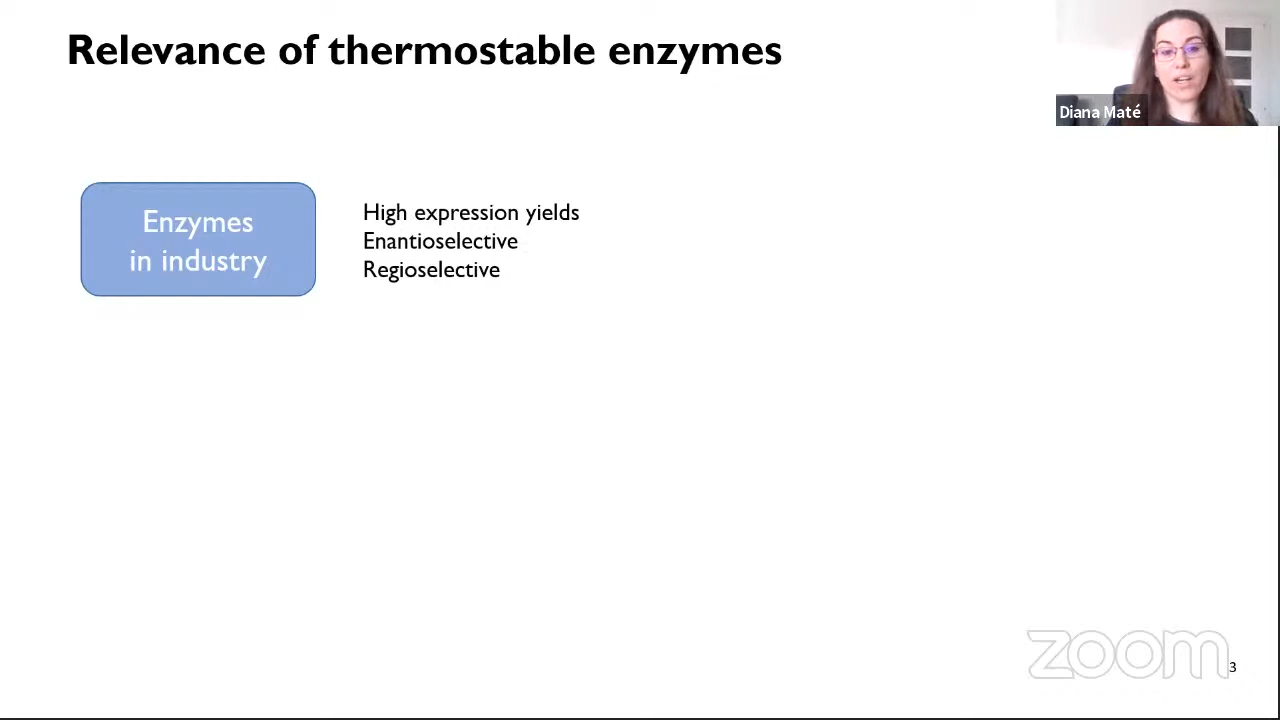 Relevance of thermostable enzymes
Diana Maté
Enzymes
in industry
High expression yields
Enantioselective
Regioselective
zoom
3